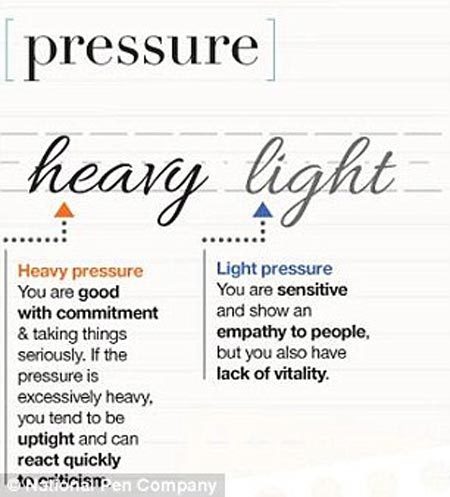 [pressure]
heavy light
Heavy pressure
You are good
with commitment
& taking things
seriously. If the
pressure is
excessively heavy,
you tend to be
uptight and can
react quickly
to criticism.
Light pressure
You are sensitive
and show an
empathy to people,
but you also have
lack of vitality.
© National Pen Company